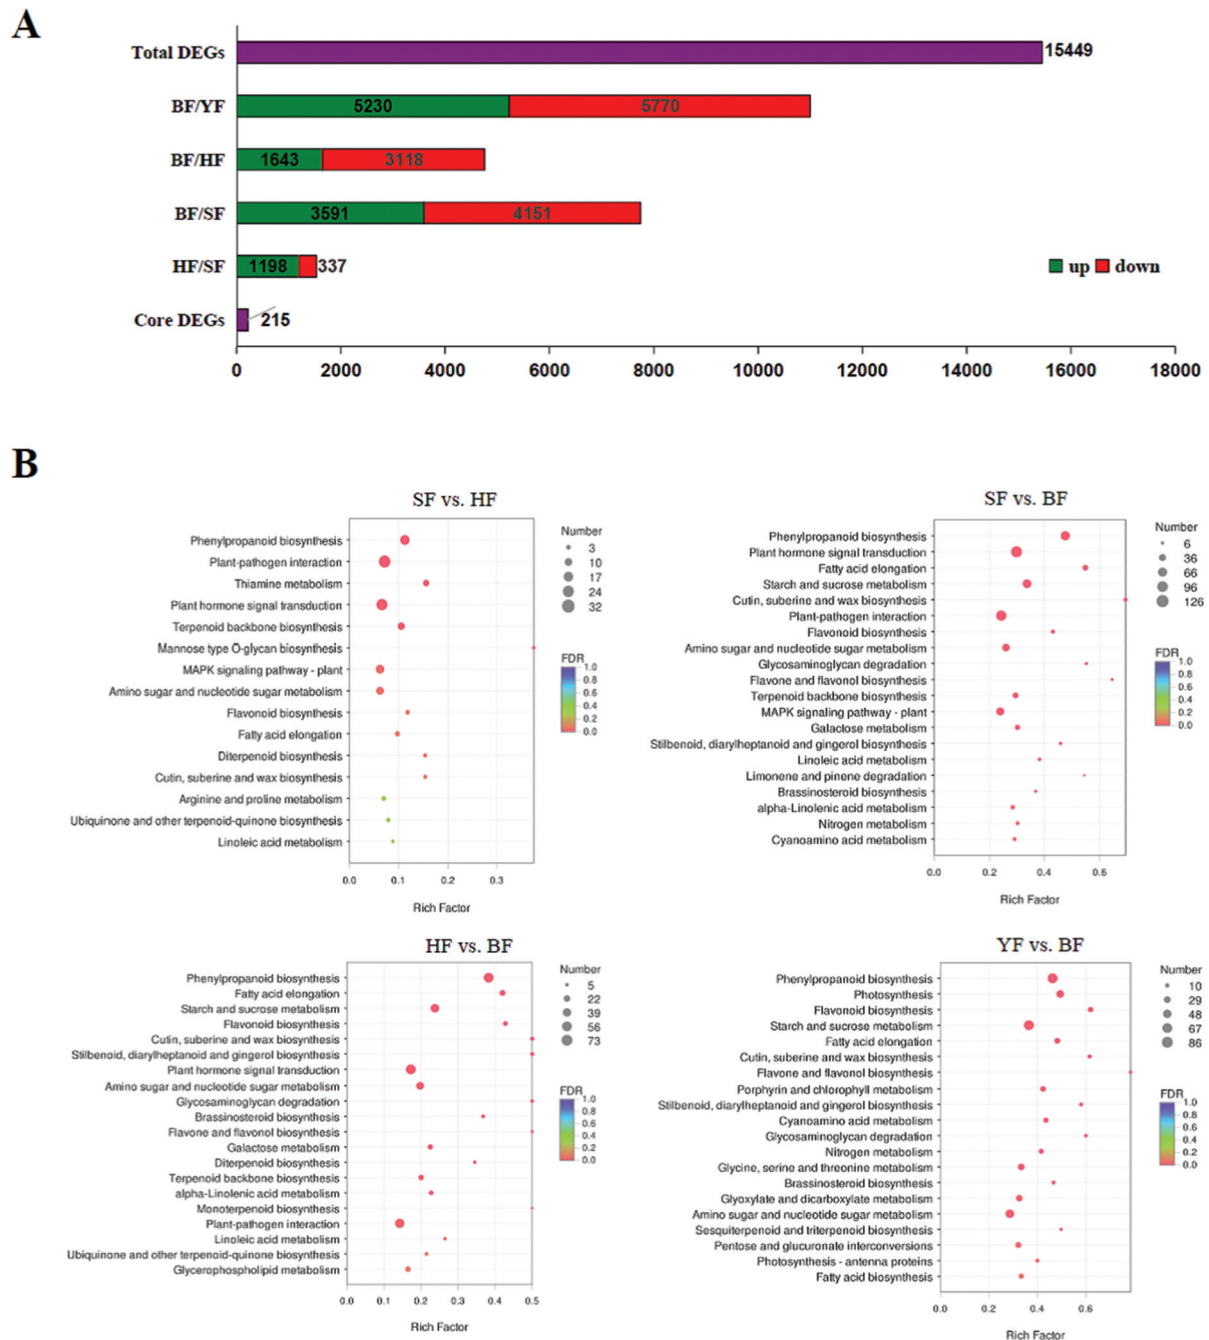 A
Total DEGs
15449
BF/YF
5230
5770
BF/HF
1643
3118
BF/SF
3591
4151
HF/SF
1198
337
up
down
Core DEGs
215
0 2000 4000 6000 8000 10000 12000 14000 16000 18000
B
SF vs. HF
Phenylpropanoid biosynthesis
Plant-pathogen interaction
Thiamine metabolism
Plant hormone signal transduction
Terpenoid backbone biosynthesis
Mannose type O-glycan biosynthesis
MAPK signaling pathway - plant
Amino sugar and nucleotide sugar metabolism
Flavonoid biosynthesis
Fatty acid elongation
Diterpenoid biosynthesis
Cutin, suberine and wax biosynthesis
Arginine and proline metabolism
Ubiquinone and other terpenoid-quinone biosynthesis
Linoleic acid metabolism
0.0 0.1 0.2 0.3
Rich Factor
Number
3
10
17
24
32
FDR
1.0
0.8
0.6
0.4
0.2
0.0
SF vs. BF
Phenylpropanoid biosynthesis
Plant hormone signal transduction
Fatty acid elongation
Starch and sucrose metabolism
Cutin, suberine and wax biosynthesis
Plant-pathogen interaction
Flavonoid biosynthesis
Amino sugar and nucleotide sugar metabolism
Glycosaminoglycan degradation
Flavone and flavonol biosynthesis
Terpenoid backbone biosynthesis
MAPK signaling pathway - plant
Galactose metabolism
Stilbenoid, diarylheptanoid and gingerol biosynthesis
Linoleic acid metabolism
Limonene and pinene degradation
Brassinosteroid biosynthesis
alpha-Linolenic acid metabolism
Nitrogen metabolism
Cyanoamino acid metabolism
0.0 0.2 0.4 0.6
Rich Factor
Number
6
36
66
96
126
FDR
1.0
0.8
0.6
0.4
0.2
0.0
HF vs. BF
Phenylpropanoid biosynthesis
Fatty acid elongation
Starch and sucrose metabolism
Flavonoid biosynthesis
Cutin, suberine and wax biosynthesis
Stilbenoid, diarylheptanoid and gingerol biosynthesis
Plant hormone signal transduction
Amino sugar and nucleotide sugar metabolism
Glycosaminoglycan degradation
Brassinosteroid biosynthesis
Flavone and flavonol biosynthesis
Galactose metabolism
Diterpenoid biosynthesis
Terpenoid backbone biosynthesis
alpha-Linolenic acid metabolism
Monoterpenoid biosynthesis
Plant-pathogen interaction
Linoleic acid metabolism
Ubiquinone and other terpenoid-quinone biosynthesis
Glycerophospholipid metabolism
0.0 0.1 0.2 0.3 0.4 0.5
Rich Factor
Number
5
22
39
56
73
FDR
1.0
0.8
0.6
0.4
0.2
0.0
YF vs. BF
Phenylpropanoid biosynthesis
Photosynthesis
Flavonoid biosynthesis
Starch and sucrose metabolism
Fatty acid elongation
Cutin, suberine and wax biosynthesis
Flavone and flavonol biosynthesis
Porphyrin and chlorophyll metabolism
Stilbenoid, diarylheptanoid and gingerol biosynthesis
Cyanoamino acid metabolism
Glycosaminoglycan degradation
Nitrogen metabolism
Glycine, serine and threonine metabolism
Brassinosteroid biosynthesis
Glyoxylate and dicarboxylate metabolism
Amino sugar and nucleotide sugar metabolism
Sesquiterpenoid and triterpenoid biosynthesis
Pentose and glucuronate interconversions
Photosynthesis - antenna proteins
Fatty acid biosynthesis
0.0 0.2 0.4 0.6
Rich Factor
Number
10
29
48
67
86
FDR
1.0
0.8
0.6
0.4
0.2
0.0